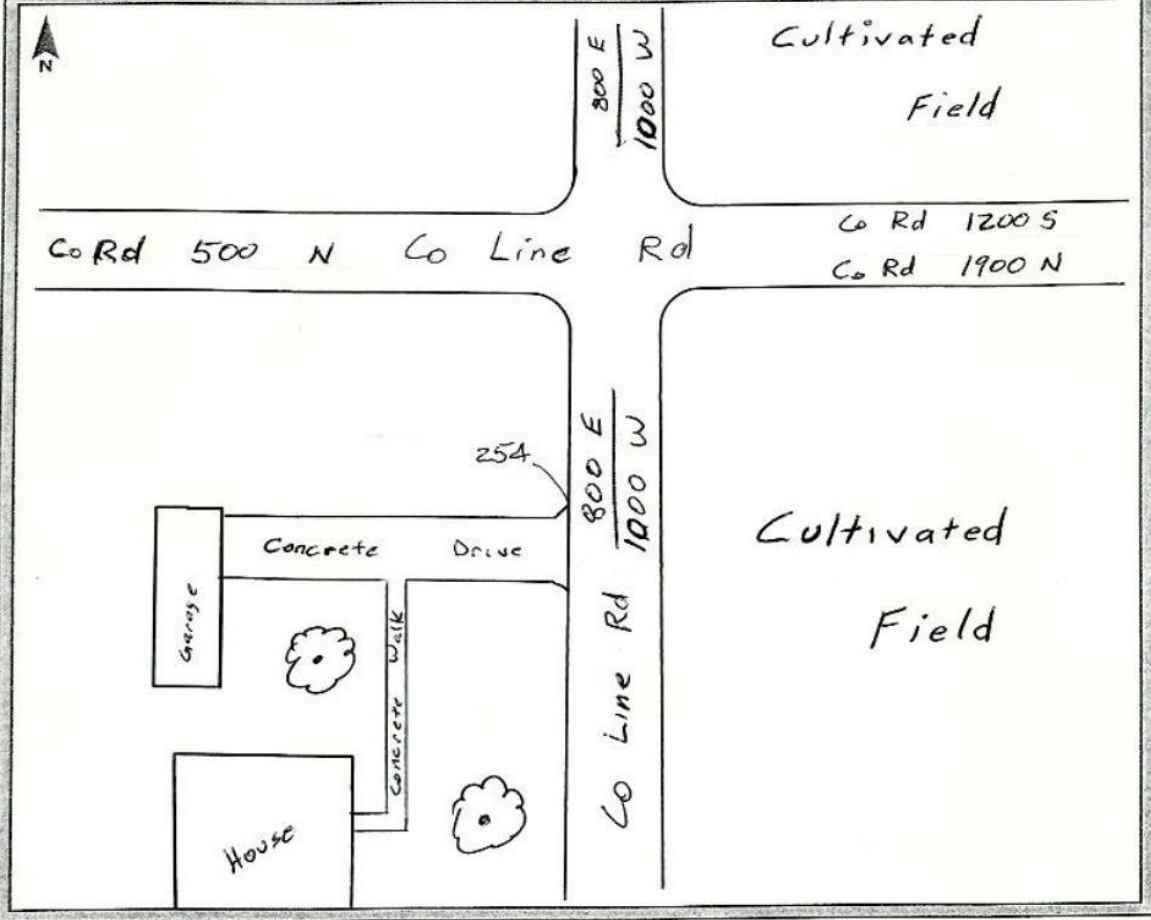 N
800 E
1000 W
Cultivated
Field
Co Rd 500 N Co Line Rd
Co Rd 1200 S
Co Rd 1900 N
800 E
1000 W
254
Concrete Drive
Cultivated
Field
Garage
Concrete Walk
Co Line Rd
House